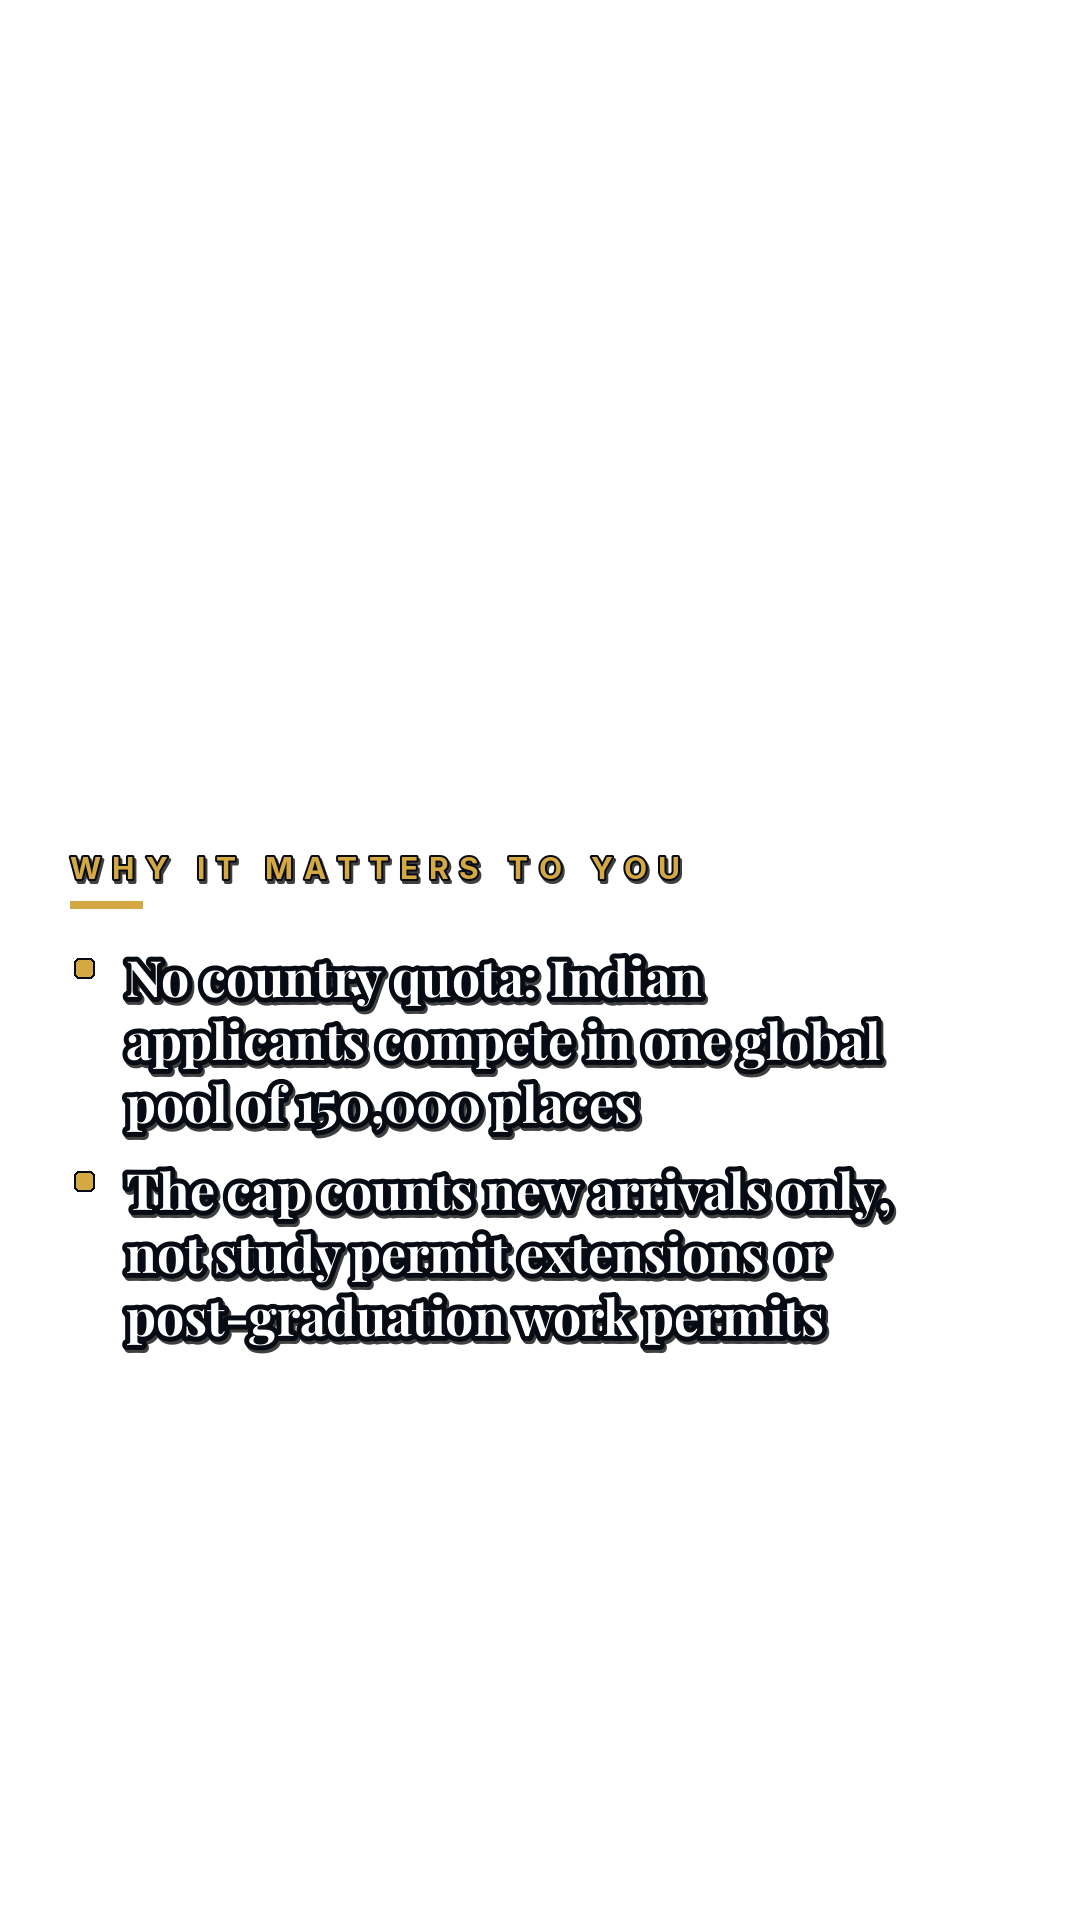 WHY IT MATTERS TO YOU
No country quota: Indian
applicants compete in one global
pool of 150,000 places
The cap counts new arrivals only,
not study permit extensions or
post-graduation work permits